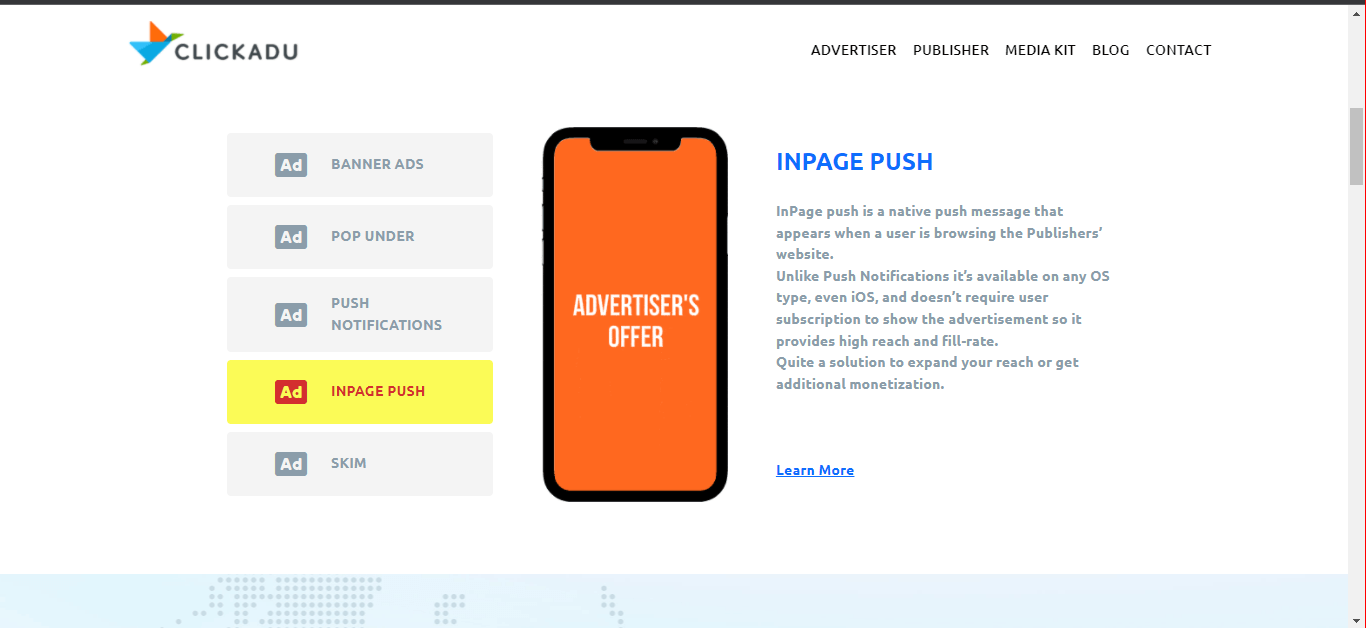 CLICKADU
ADVERTISER PUBLISHER MEDIA KIT BLOG CONTACT
Ad BANNER ADS
Ad POP UNDER
Ad PUSH
NOTIFICATIONS
Ad INPAGE PUSH
Ad SKIM
ADVERTISER'S
OFFER
INPAGE PUSH
InPage push is a native push message that
appears when a user is browsing the Publishers’
website.
Unlike Push Notifications it’s available on any OS
type, even iOS, and doesn’t require user
subscription to show the advertisement so it
provides high reach and fill-rate.
Quite a solution to expand your reach or get
additional monetization.
Learn More